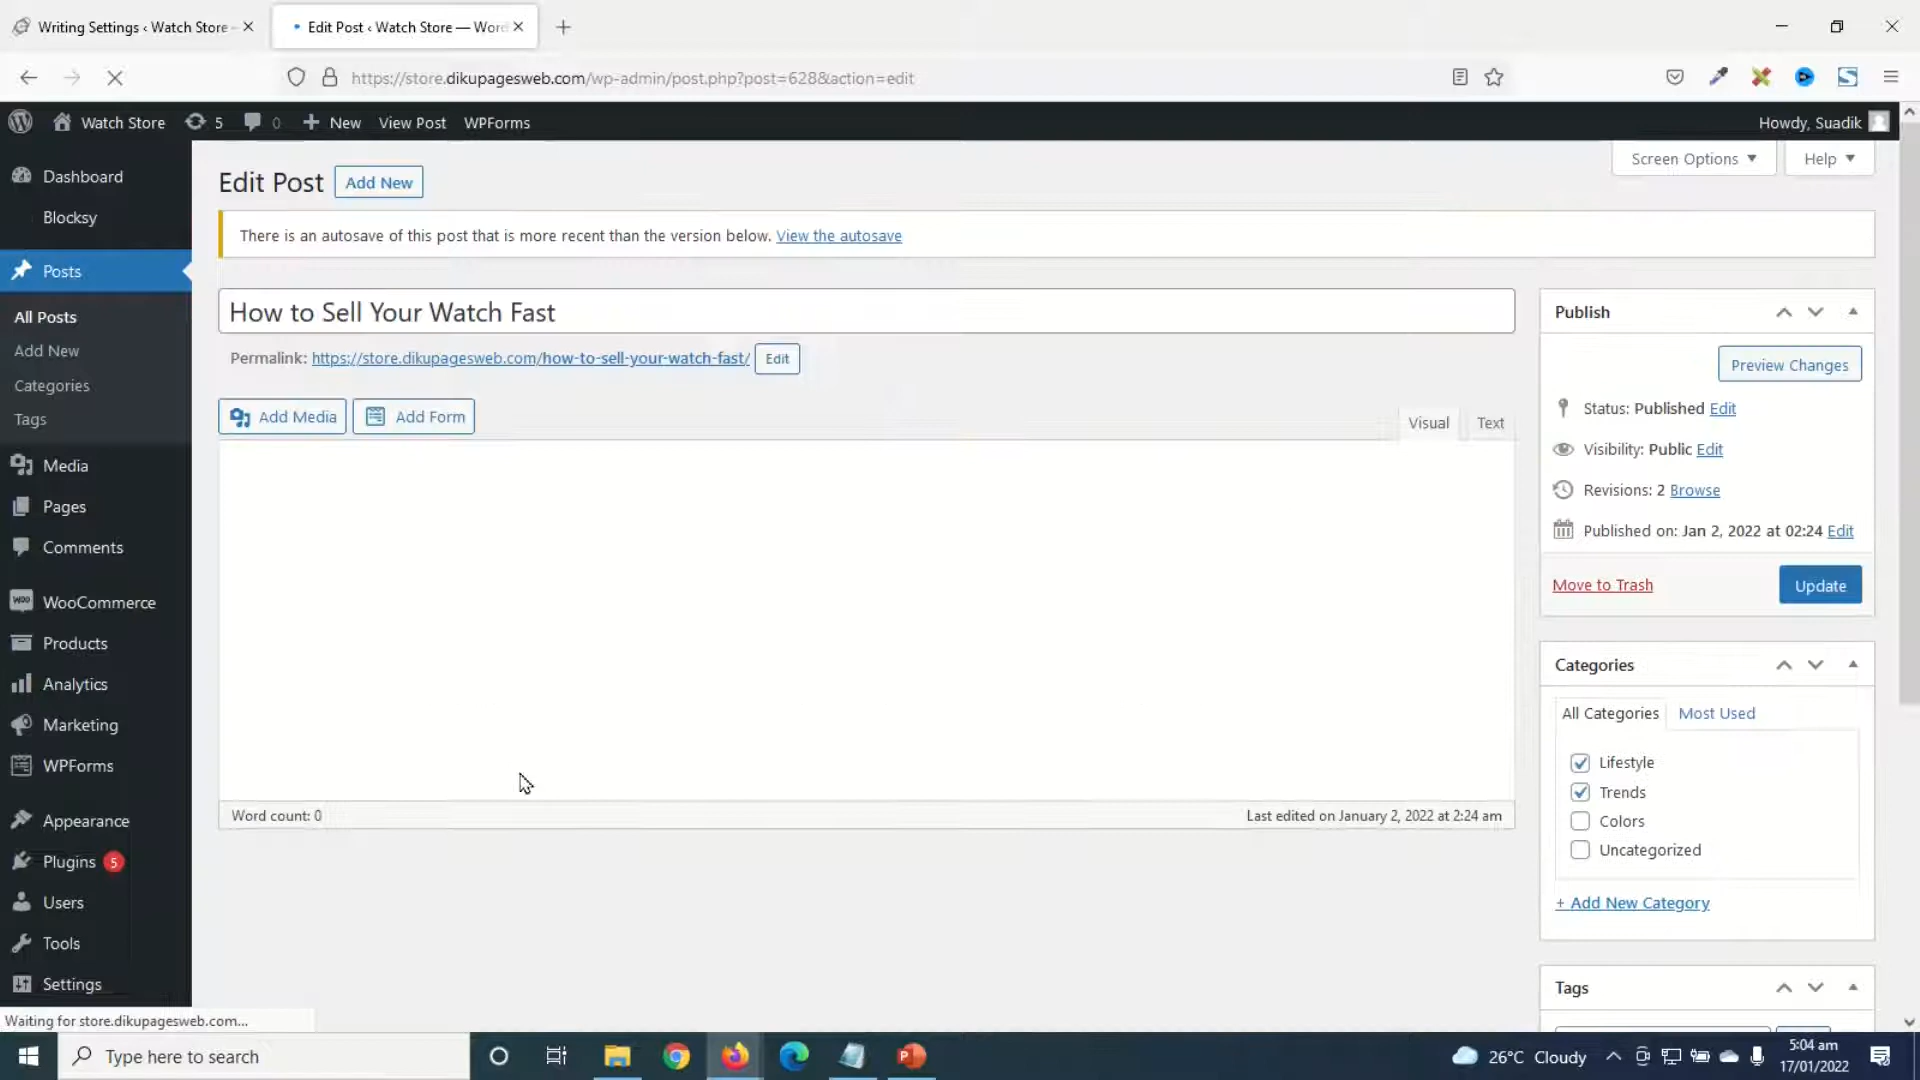 Writing Settings ‹ Watch Store –
Edit Post ‹ Watch Store — Word
https://store.dikupagesweb.com/wp-admin/post.php?post=628&action=edit
Watch Store 5 0 New View Post WPForms Howdy, Suadik
Screen Options Help
Dashboard
Blocksy
Posts
All Posts
Add New
Categories
Tags
Media
Pages
Comments
WooCommerce
Products
Analytics
Marketing
WPForms
Appearance
Plugins 5
Users
Tools
Settings
Edit Post Add New
There is an autosave of this post that is more recent than the version below. View the autosave
How to Sell Your Watch Fast
Permalink: https://store.dikupagesweb.com/how-to-sell-your-watch-fast/ Edit
Add Media Add Form
Visual Text
Word count: 0 Last edited on January 2, 2022 at 2:24 am
Publish
Preview Changes
Status: Published Edit
Visibility: Public Edit
Revisions: 2 Browse
Published on: Jan 2, 2022 at 02:24 Edit
Move to Trash Update
Categories
All Categories Most Used
Lifestyle
Trends
Colors
Uncategorized
+ Add New Category
Tags
Waiting for store.dikupagesweb.com...
Type here to search
26°C Cloudy
5:04 am
17/01/2022